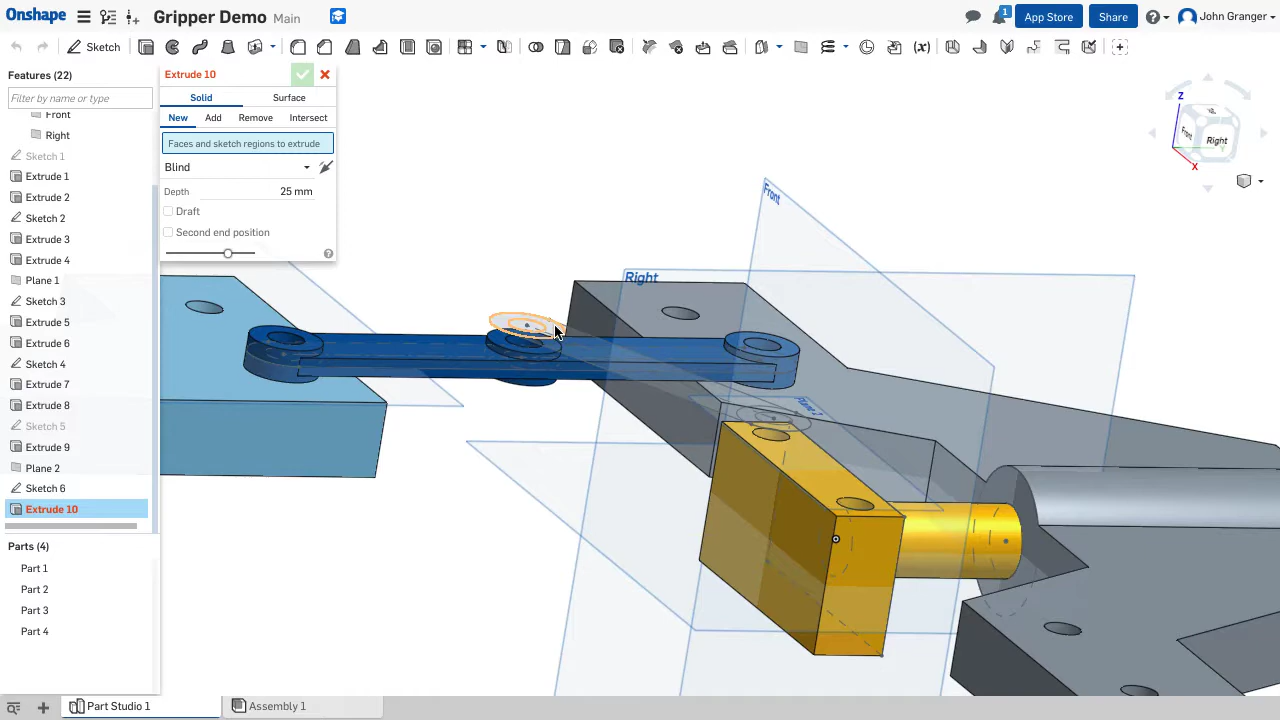 Onshape
Gripper Demo Main
1
App Store
Share
John Granger
Sketch
(x)
Features (22)
Filter by name or type
Front
Right
Sketch 1
Extrude 1
Extrude 2
Sketch 2
Extrude 3
Extrude 4
Plane 1
Sketch 3
Extrude 5
Extrude 6
Sketch 4
Extrude 7
Extrude 8
Sketch 5
Extrude 9
Plane 2
Sketch 6
Extrude 10
Parts (4)
Part 1
Part 2
Part 3
Part 4
Extrude 10
Solid Surface
New Add Remove Intersect
Faces and sketch regions to extrude
Blind
Depth 25 mm
Draft
Second end position
Front
Right
Plane 2
Z
Front
Right
Y
X
Part Studio 1
Assembly 1